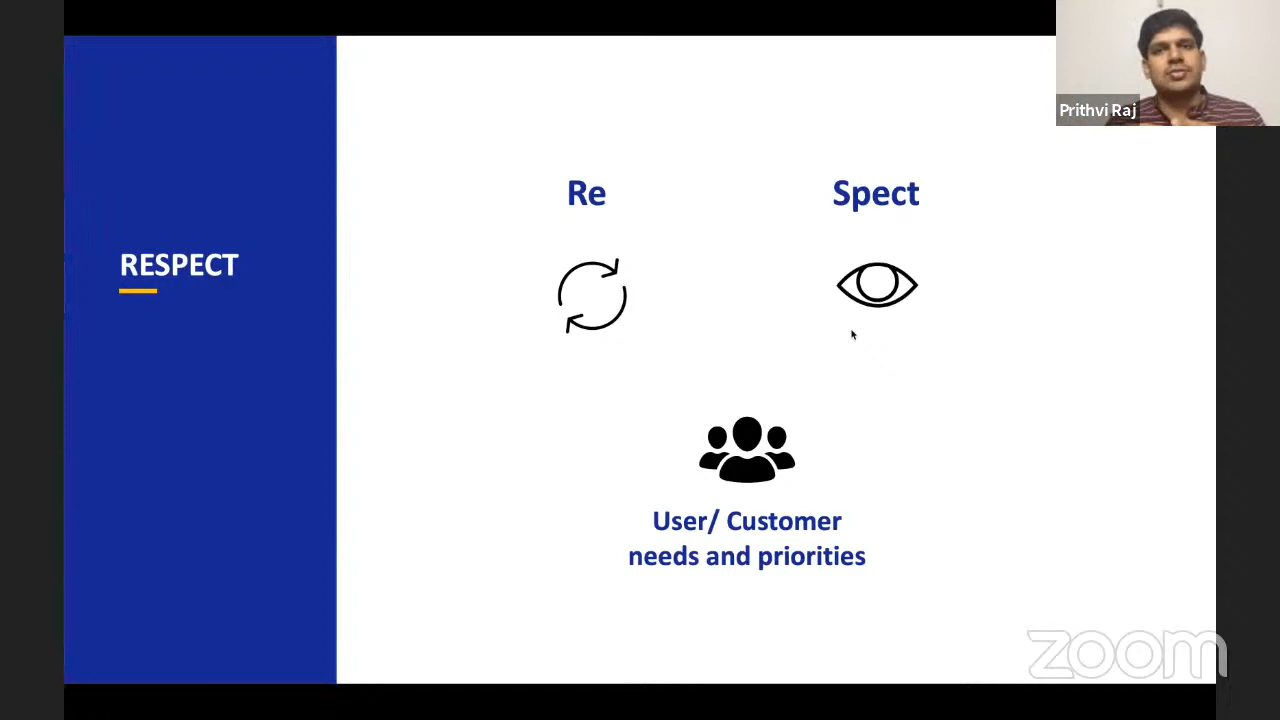 Prithvi Raj
Re
Spect
RESPECT
User/ Customer
needs and priorities
zoom